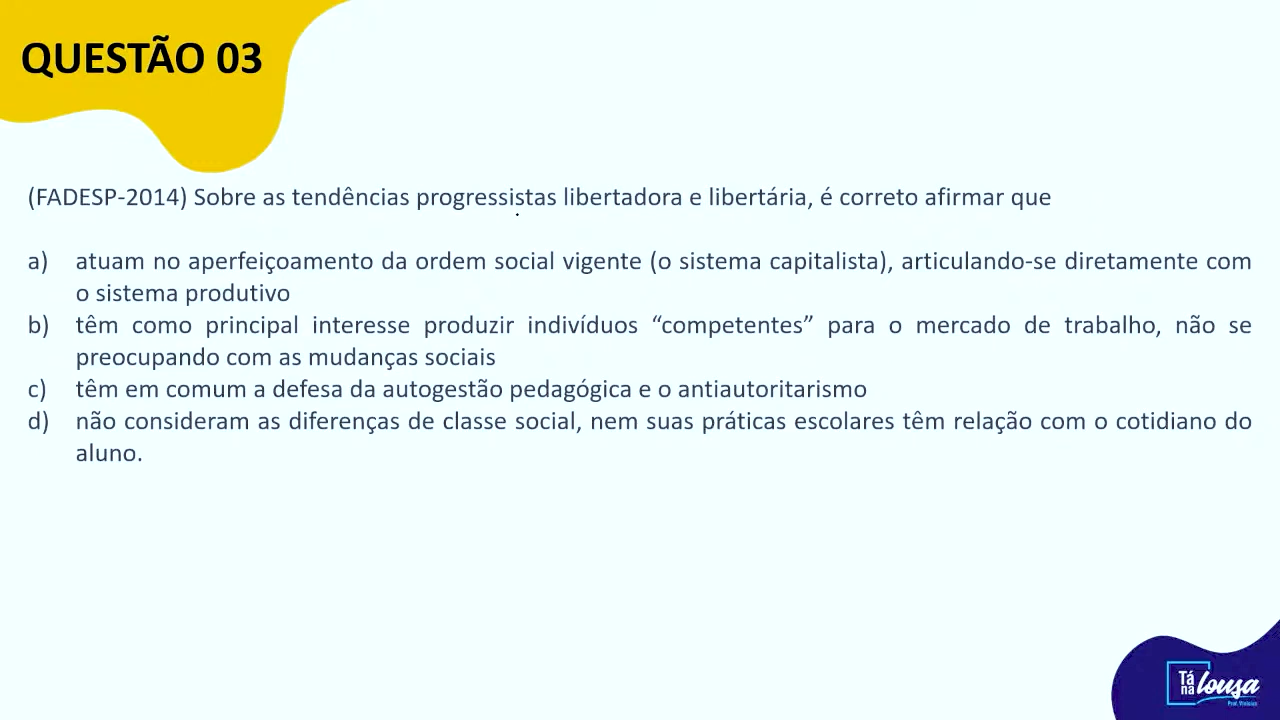 QUESTÃO 03
(FADESP-2014) Sobre as tendências progressistas libertadora e libertária, é correto afirmar que
a) atuam no aperfeiçoamento da ordem social vigente (o sistema capitalista), articulando-se diretamente com
o sistema produtivo
b) têm como principal interesse produzir indivíduos “competentes” para o mercado de trabalho, não se
preocupando com as mudanças sociais
c) têm em comum a defesa da autogestão pedagógica e o antiautoritarismo
d) não consideram as diferenças de classe social, nem suas práticas escolares têm relação com o cotidiano do
aluno.
Tá
na lousa
Prof. Vinícius